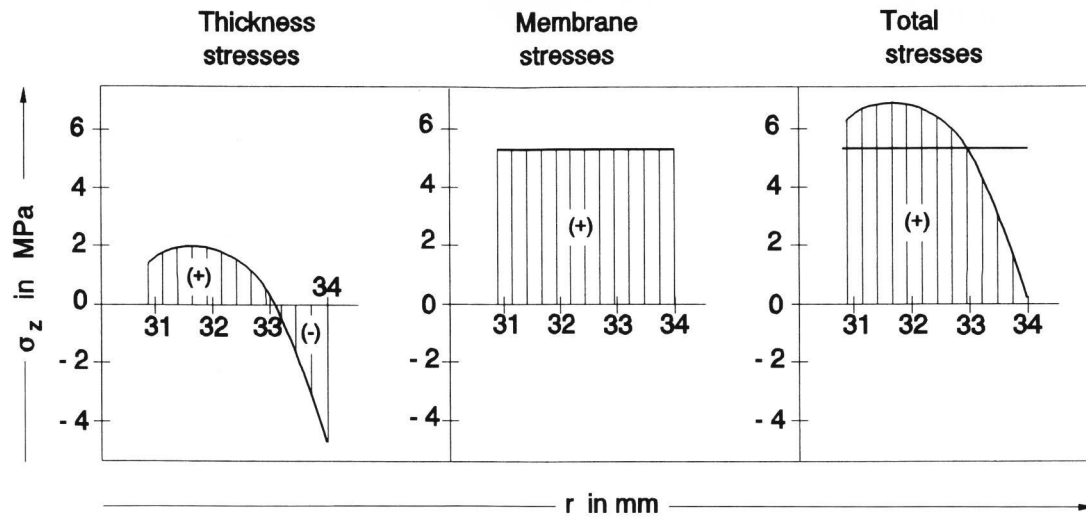 Thickness
stresses
Membrane
stresses
Total
stresses
σz in MPa
6
4
2
0
- 2
- 4
(+)
(-)
34
31 32 33
6
4
2
0
- 2
- 4
(+)
31 32 33 34
6
4
2
0
- 2
- 4
(+)
31 32 33 34
r in mm